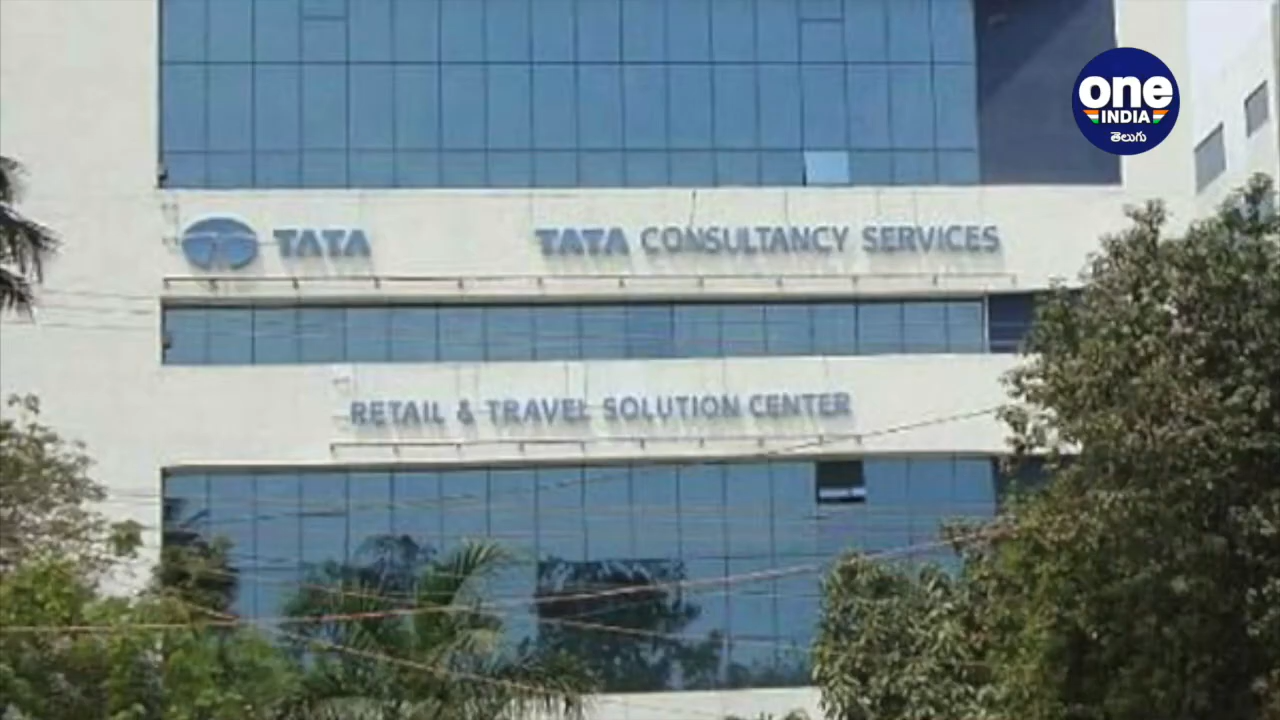 one
INDIA
తెలుగు
TATA
TATA CONSULTANCY SERVICES
RETAIL & TRAVEL SOLUTION CENTER